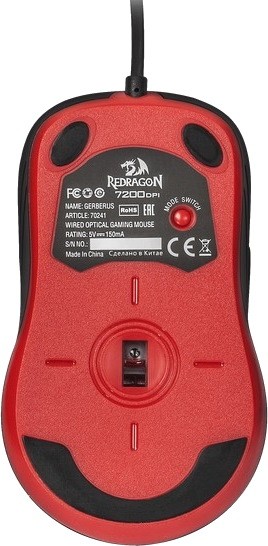 REDRAGON
7200DPI
MODE SWITCH
FC
RoHS EAC
NAME: GERBERUS
ARTICLE: 70241
WIRED OPTICAL GAMING MOUSE
RATING: 5V⎓150mA
S/N NO.:
Made In China Сделано в Китае
CE